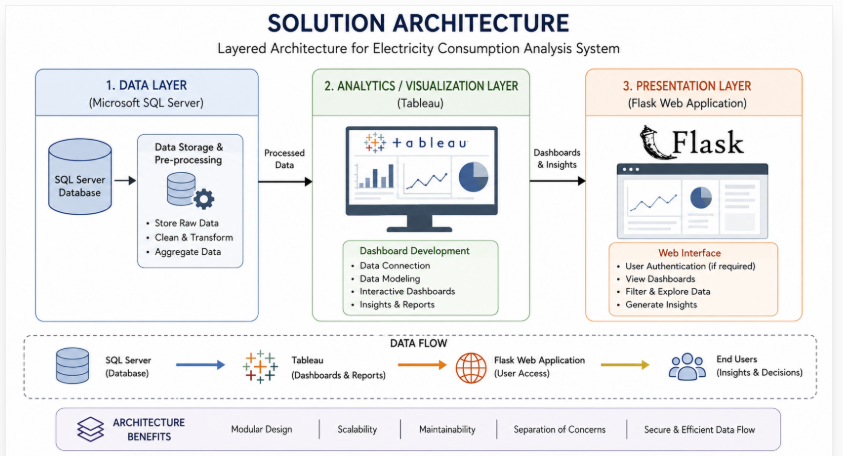 SOLUTION ARCHITECTURE
Layered Architecture for Electricity Consumption Analysis System
1. DATA LAYER
(Microsoft SQL Server)
SQL Server
Database
Data Storage &
Pre-processing
• Store Raw Data
• Clean & Transform
• Aggregate Data
Processed
Data
2. ANALYTICS / VISUALIZATION LAYER
(Tableau)
tableau
Dashboard Development
• Data Connection
• Data Modeling
• Interactive Dashboards
• Insights & Reports
Dashboards
& Insights
3. PRESENTATION LAYER
(Flask Web Application)
Flask
Web Interface
• User Authentication (if required)
• View Dashboards
• Filter & Explore Data
• Generate Insights
DATA FLOW
SQL Server
(Database)
Tableau
(Dashboards & Reports)
Flask Web Application
(User Access)
End Users
(Insights & Decisions)
ARCHITECTURE
BENEFITS
Modular Design
Scalability
Maintainability
Separation of Concerns
Secure & Efficient Data Flow